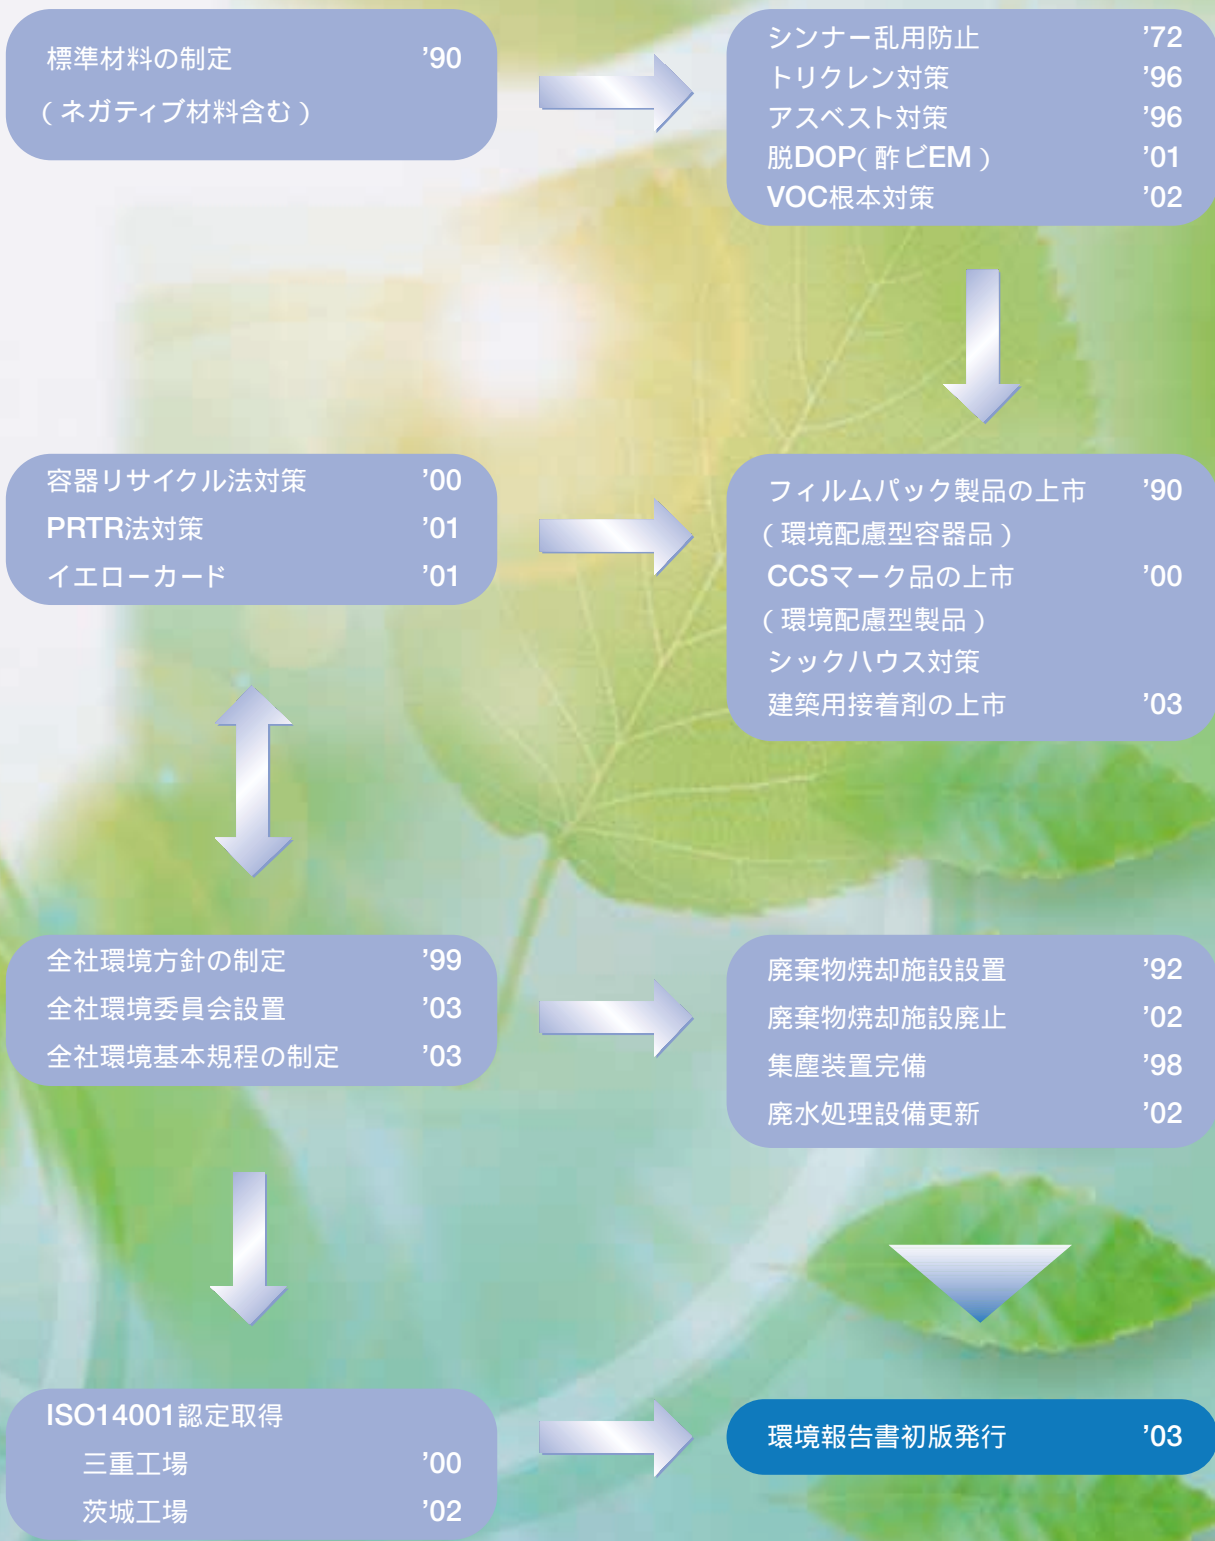 標準材料の制定 ’90
（ネガティブ材料含む）
シンナー乱用防止 ’72
トリクレン対策 ’96
アスベスト対策 ’96
脱DOP（酢ビEM） ’01
VOC根本対策 ’02
容器リサイクル法対策 ’00
PRTR法対策 ’01
イエローカード ’01
フィルムパック製品の上市 ’90
（環境配慮型容器品）
CCSマーク品の上市 ’00
（環境配慮型製品）
シックハウス対策
建築用接着剤の上市 ’03
全社環境方針の制定 ’99
全社環境委員会設置 ’03
全社環境基本規程の制定 ’03
廃棄物焼却施設設置 ’92
廃棄物焼却施設廃止 ’02
集塵装置完備 ’98
廃水処理設備更新 ’02
ISO14001認定取得
三重工場 ’00
茨城工場 ’02
環境報告書初版発行 ’03